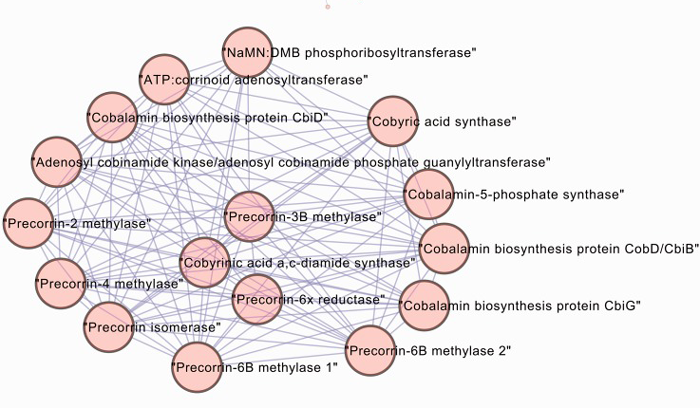 "NaMN:DMB phosphoribosyltransferase"
"ATP:corrinoid adenosyltransferase"
"Cobalamin biosynthesis protein CbiD"
"Cobyric acid synthase"
"Adenosyl cobinamide kinase/adenosyl cobinamide phosphate guanylyltransferase"
"Cobalamin-5-phosphate synthase"
"Precorrin-3B methylase"
"Precorrin-2 methylase"
"Cobalamin biosynthesis protein CobD/CbiB"
"Cobyrinic acid a,c-diamide synthase"
"Precorrin-4 methylase"
"Precorrin-6x reductase"
"Cobalamin biosynthesis protein CbiG"
"Precorrin isomerase"
"Precorrin-6B methylase 2"
"Precorrin-6B methylase 1"